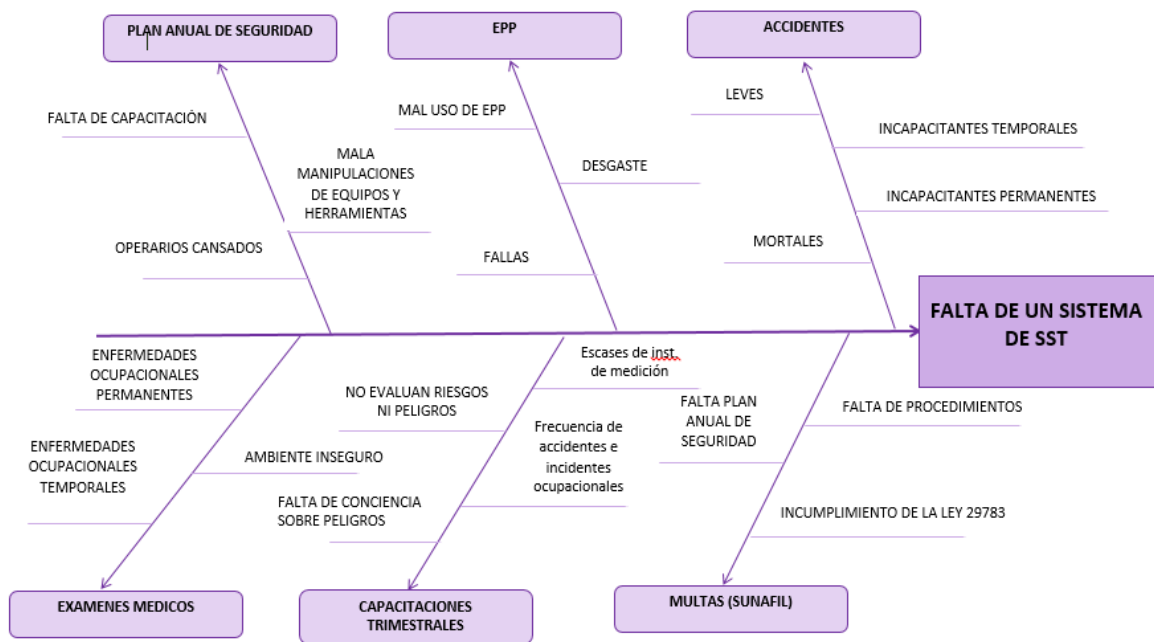 PLAN ANUAL DE SEGURIDAD
EPP
ACCIDENTES
FALTA DE CAPACITACIÓN
MALA
MANIPULACIONES
DE EQUIPOS Y
HERRAMIENTAS
OPERARIOS CANSADOS
MAL USO DE EPP
DESGASTE
FALLAS
LEVES
INCAPACITANTES TEMPORALES
INCAPACITANTES PERMANENTES
MORTALES
FALTA DE UN SISTEMA
DE SST
ENFERMEDADES
OCUPACIONALES
PERMANENTES
ENFERMEDADES
OCUPACIONALES
TEMPORALES
AMBIENTE INSEGURO
NO EVALUAN RIESGOS
NI PELIGROS
FALTA DE CONCIENCIA
SOBRE PELIGROS
Escases de inst.
de medición
Frecuencia de
accidentes e
incidentes
ocupacionales
FALTA PLAN
ANUAL DE
SEGURIDAD
FALTA DE PROCEDIMIENTOS
INCUMPLIMIENTO DE LA LEY 29783
EXAMENES MEDICOS
CAPACITACIONES
TRIMESTRALES
MULTAS (SUNAFIL)